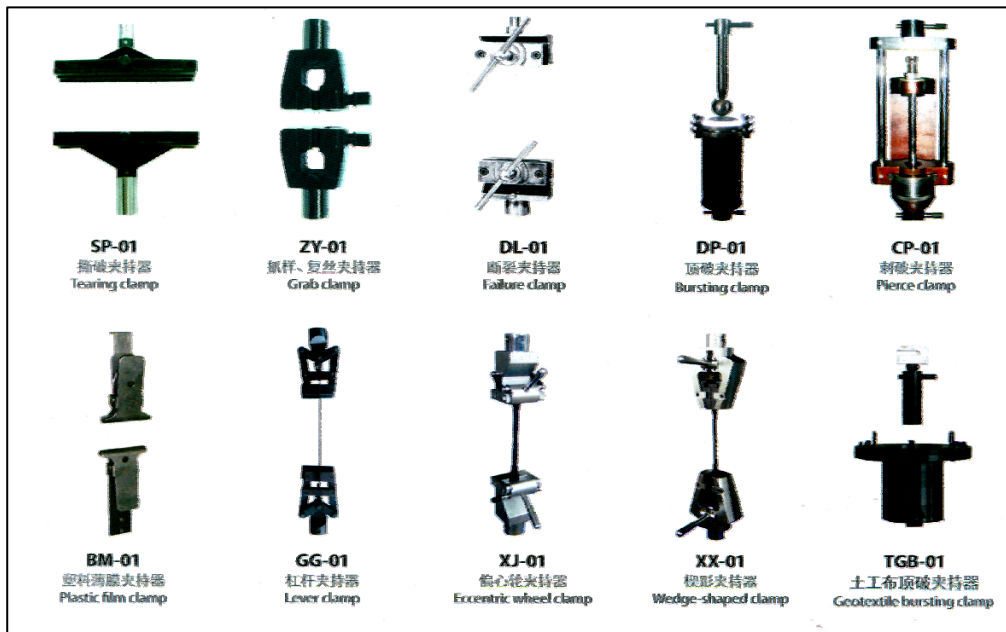 SP-01
撕破夹持器
Tearing clamp
ZY-01
抓样、复丝夹持器
Grab clamp
DL-01
断裂夹持器
Failure clamp
DP-01
顶破夹持器
Bursting clamp
CP-01
刺破夹持器
Pierce clamp
BM-01
塑料薄膜夹持器
Plastic film clamp
GG-01
杠杆夹持器
Lever clamp
XJ-01
偏心轮夹持器
Eccentric wheel clamp
XX-01
楔形夹持器
Wedge-shaped clamp
TGB-01
土工布顶破夹持器
Geotextile bursting clamp